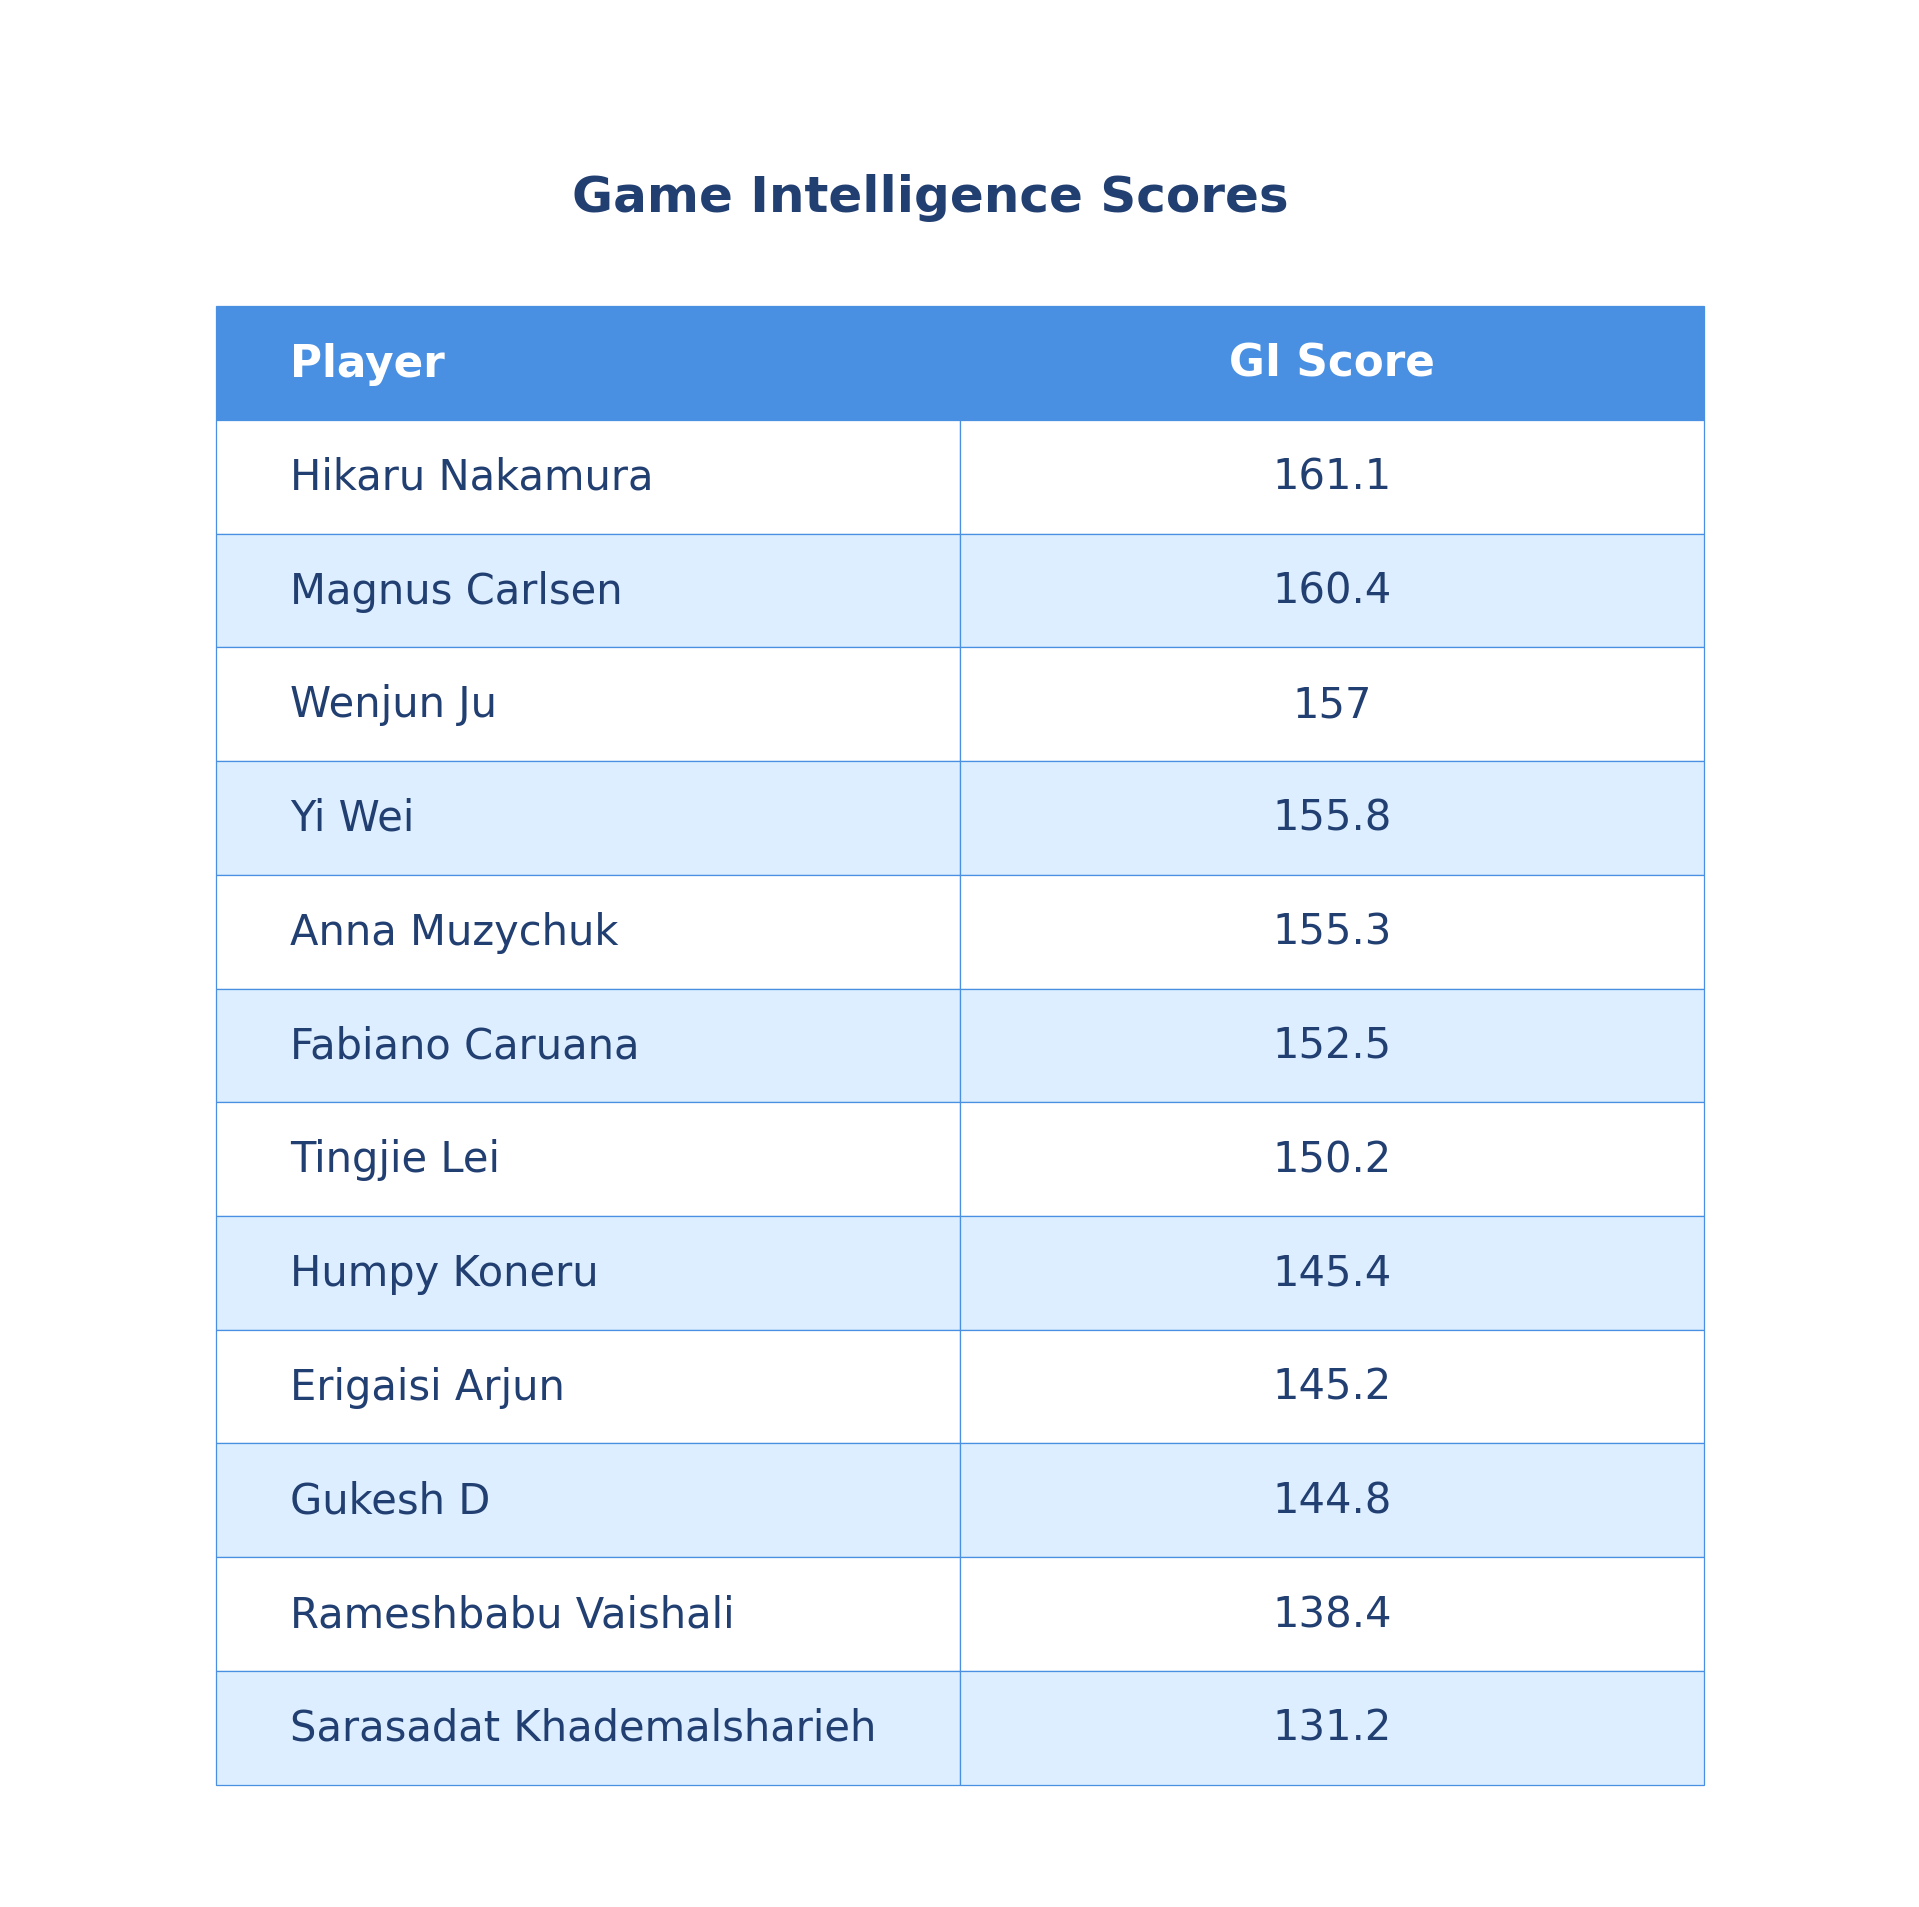 Game Intelligence Scores
Player GI Score
Hikaru Nakamura 161.1
Magnus Carlsen 160.4
Wenjun Ju 157
Yi Wei 155.8
Anna Muzychuk 155.3
Fabiano Caruana 152.5
Tingjie Lei 150.2
Humpy Koneru 145.4
Erigaisi Arjun 145.2
Gukesh D 144.8
Rameshbabu Vaishali 138.4
Sarasadat Khademalsharieh 131.2